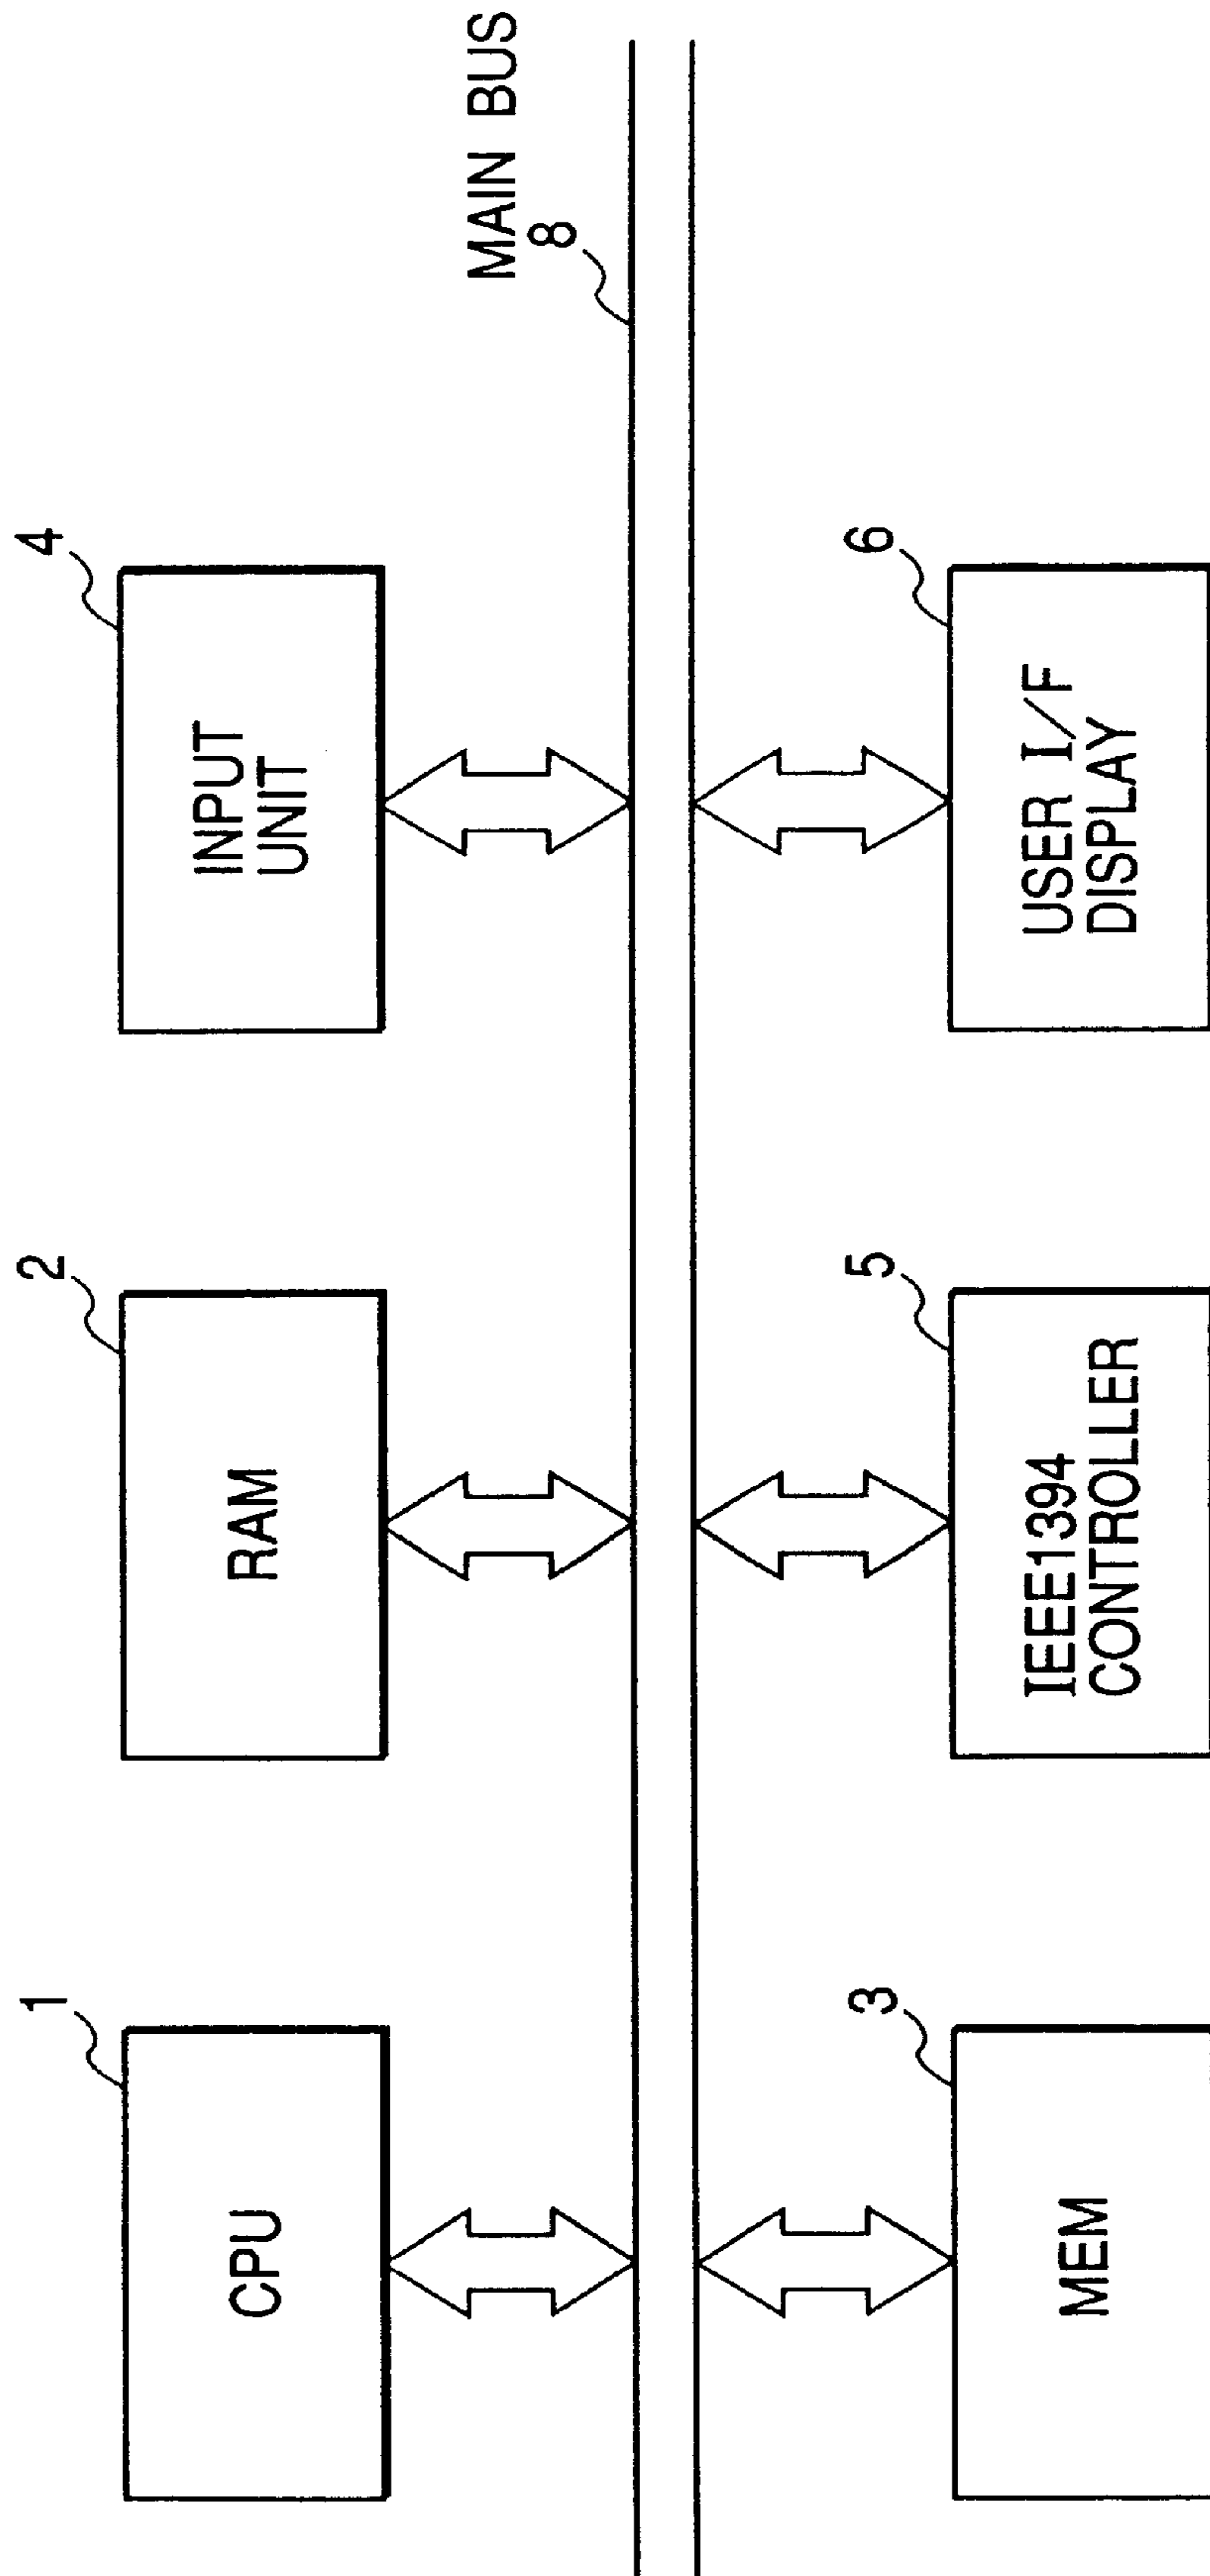 1
CPU
2
RAM
4
INPUT
UNIT
MAIN BUS
8
3
MEM
5
IEEE1394
CONTROLLER
6
USER I/F
DISPLAY